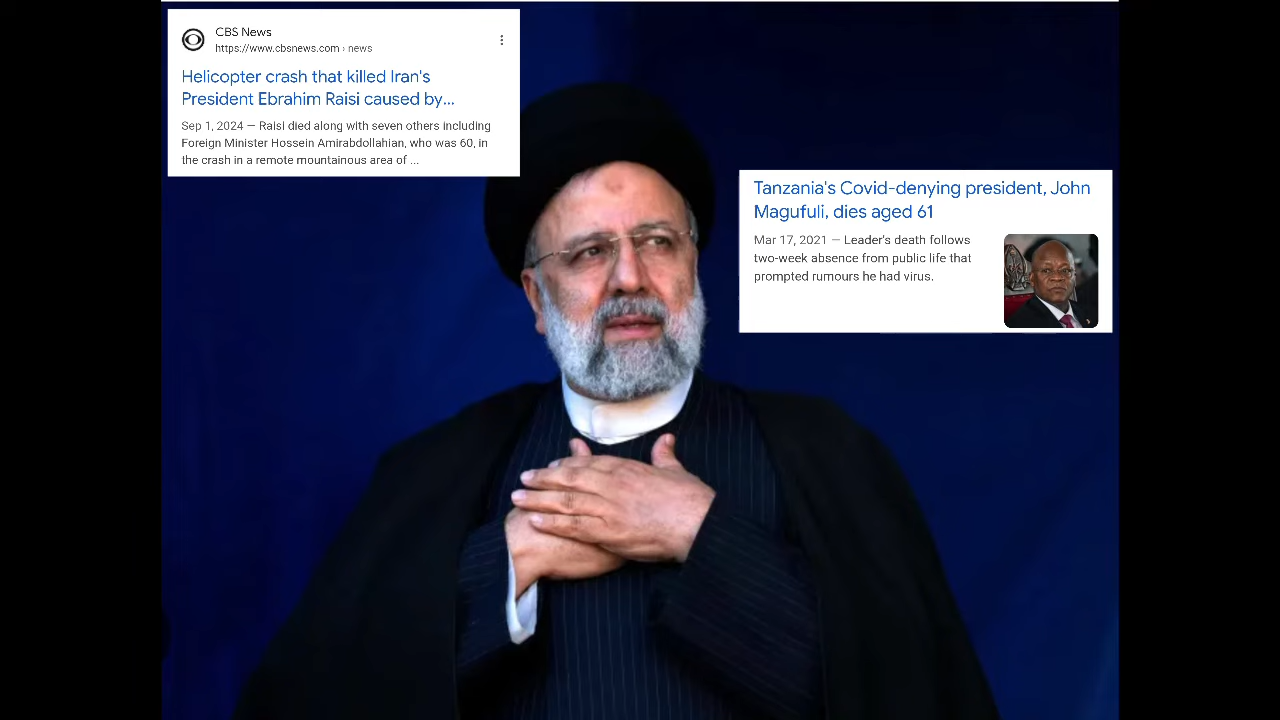 CBS News
https://www.cbsnews.com › news
Helicopter crash that killed Iran's
President Ebrahim Raisi caused by...
Sep 1, 2024 — Raisi died along with seven others including
Foreign Minister Hossein Amirabdollahian, who was 60, in
the crash in a remote mountainous area of ...
Tanzania's Covid-denying president, John
Magufuli, dies aged 61
Mar 17, 2021 — Leader's death follows
two-week absence from public life that
prompted rumours he had virus.